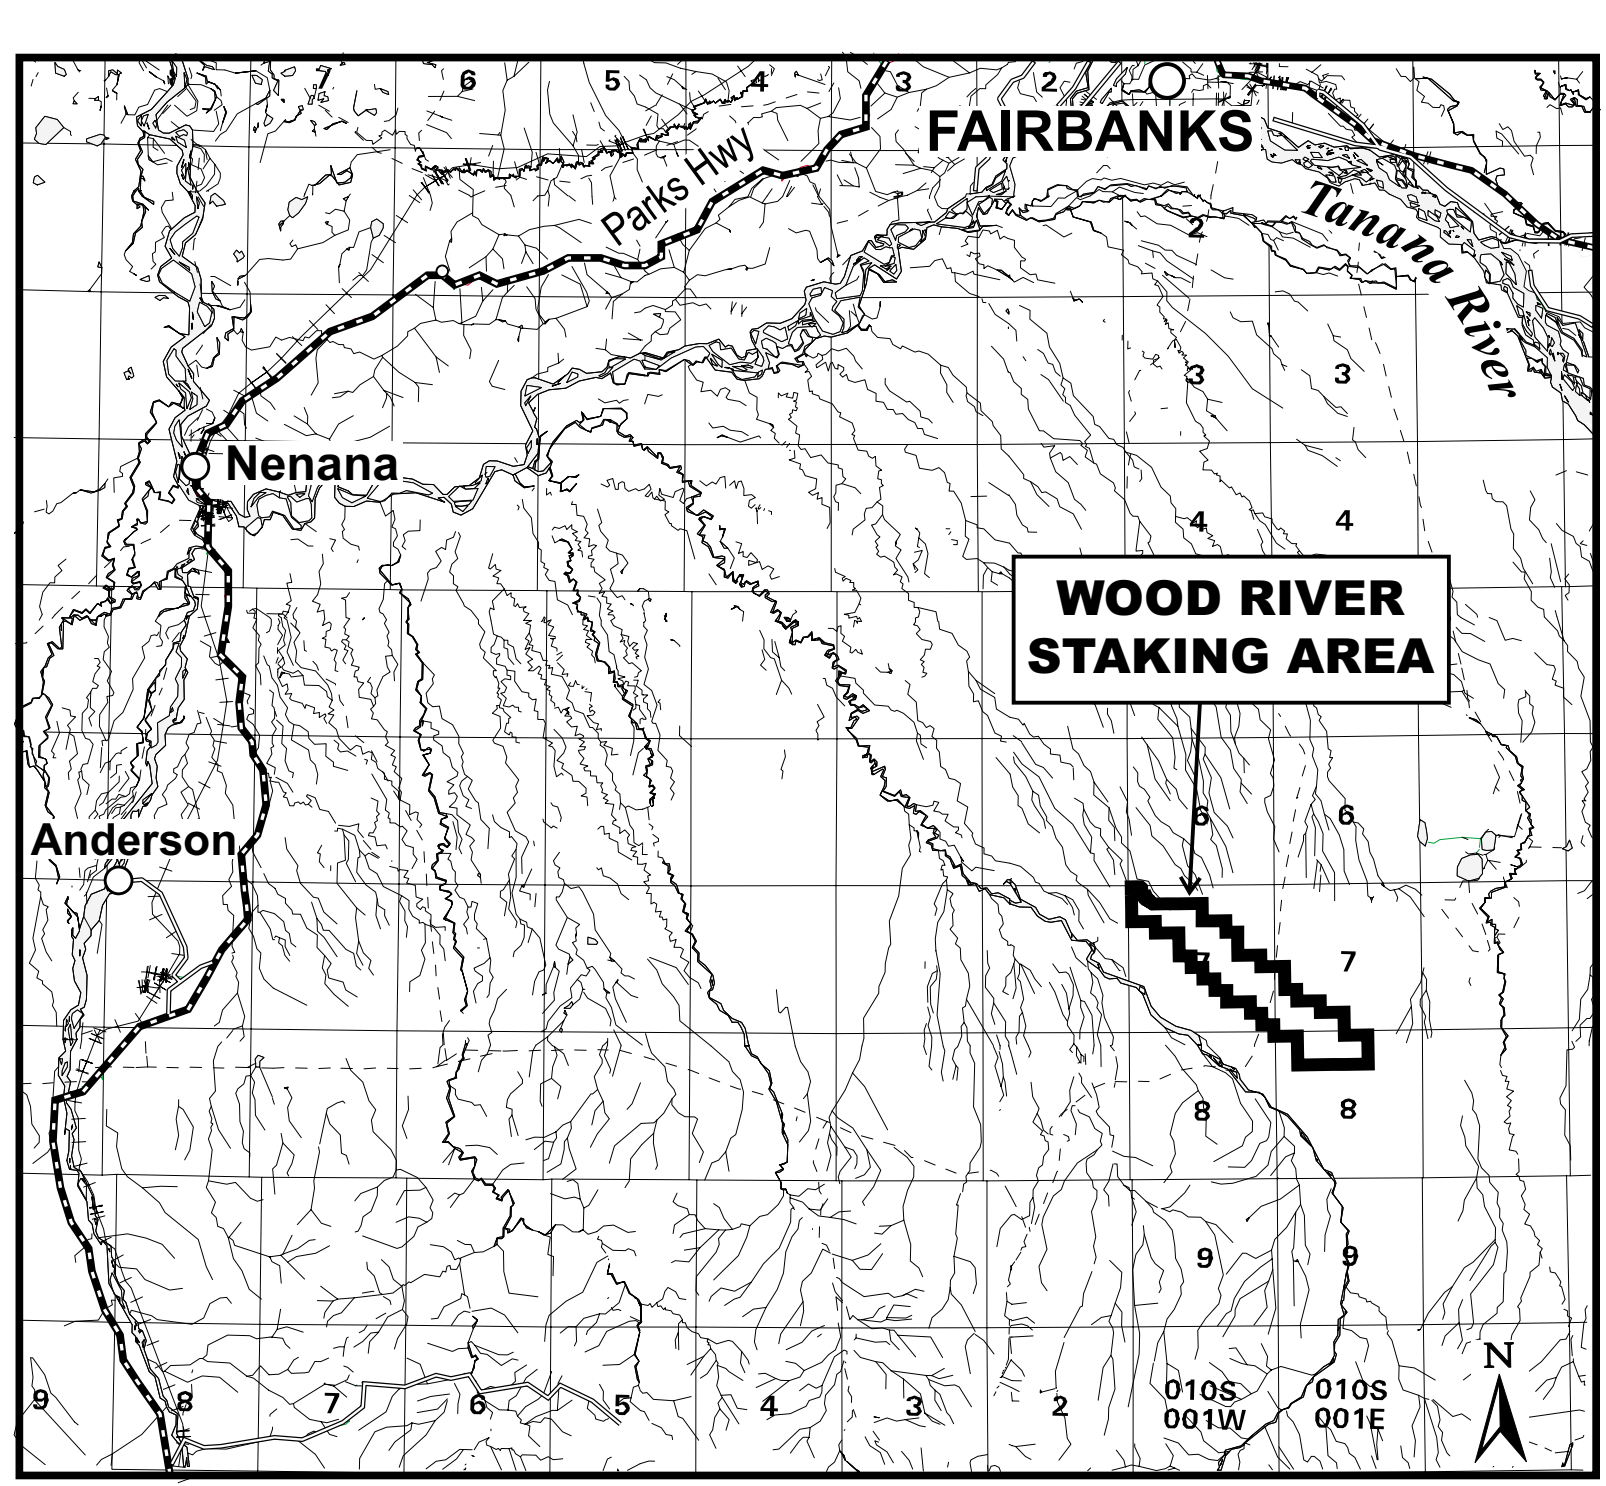 7 6 5 4 3 2
FAIRBANKS
Parks Hwy
Tanana River
2
3 3
Nenana
4 4
WOOD RIVER
STAKING AREA
6 6
Anderson
7 7
8 8
9 9
N
9 8 7 6 5 4 3 2
010S
001W
010S
001E